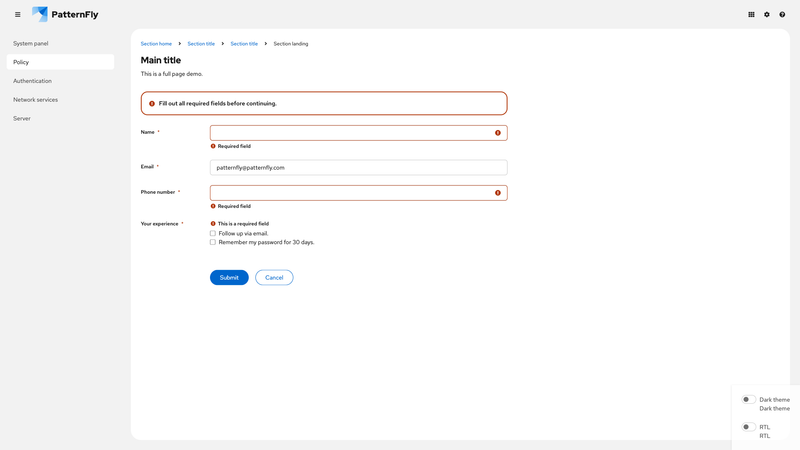 PatternFly
System panel
Policy
Authentication
Network services
Server
Section home
Section title
Section title
Section landing
Main title
This is a full page demo.
Fill out all required fields before continuing.
Name *
Required field
Email *
patternfly@patternfly.com
Phone number *
Required field
Your experience *
This is a required field
Follow up via email.
Remember my password for 30 days.
Submit
Cancel
Dark theme
Dark theme
RTL
RTL